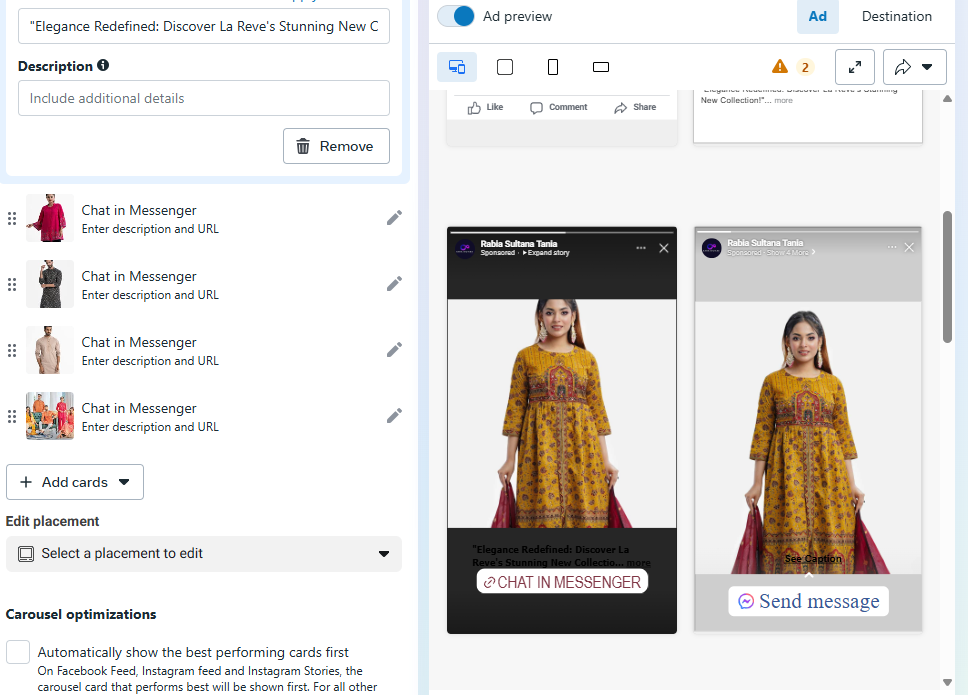 "Elegance Redefined: Discover La Reve's Stunning New C
Description
Include additional details
Remove
Chat in Messenger
Enter description and URL
Chat in Messenger
Enter description and URL
Chat in Messenger
Enter description and URL
Chat in Messenger
Enter description and URL
Add cards
Edit placement
Select a placement to edit
Carousel optimizations
Automatically show the best performing cards first
On Facebook Feed, Instagram feed and Instagram Stories, the
carousel card that performs best will be shown first. For all other
Ad preview
Ad
Destination
2
Like
Comment
Share
"Elegance Redefined: Discover La Reve's Stunning
New Collection!"... more
Rabia Sultana Tania
Sponsored · Expand story
"Elegance Redefined: Discover La
Reve's Stunning New Collectio... more
CHAT IN MESSENGER
Rabia Sultana Tania
Sponsored · Show 4 More
See Caption
Send message